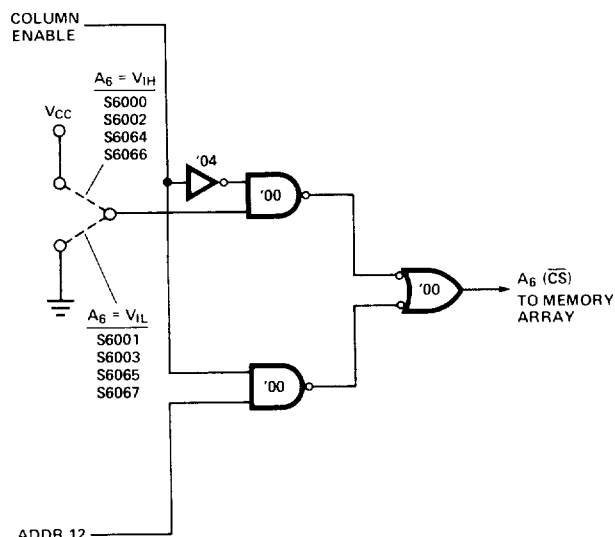 COLUMN
ENABLE
A6 = VIH
S6000
S6002
S6064
S6066
VCC
'04
'00
'00
A6 (CS)
TO MEMORY
ARRAY
A6 = VIL
S6001
S6003
S6065
S6067
'00
ADDR 12